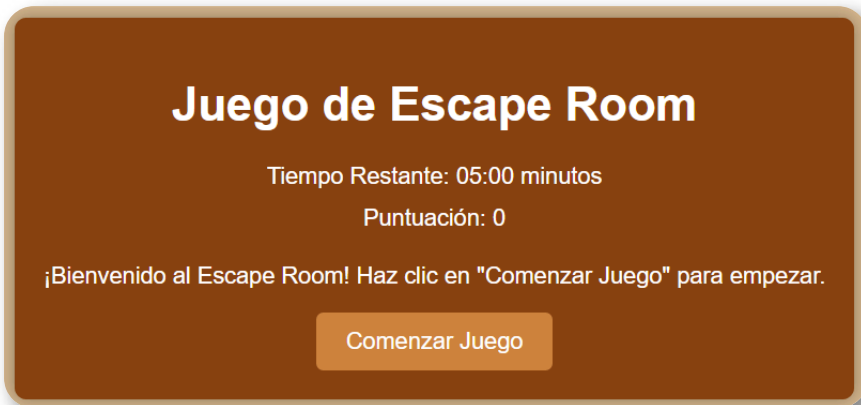 Juego de Escape Room
Tiempo Restante: 05:00 minutos
Puntuación: 0
¡Bienvenido al Escape Room! Haz clic en "Comenzar Juego" para empezar.
Comenzar Juego